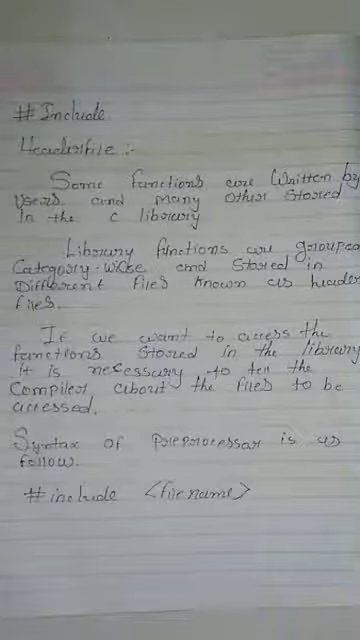 # Include
Headerfile :-
Some functions are Written by
Users and many other Stored
in the c library
Library functions are grouped
Category-wise and Stored in
Different files known as header
files.
If we want to access the
functions Stored in the library
it is necessary to tell the
Compiler about the files to be
accessed.
Syntax of preprocessar is as
follow.
#include <filename>